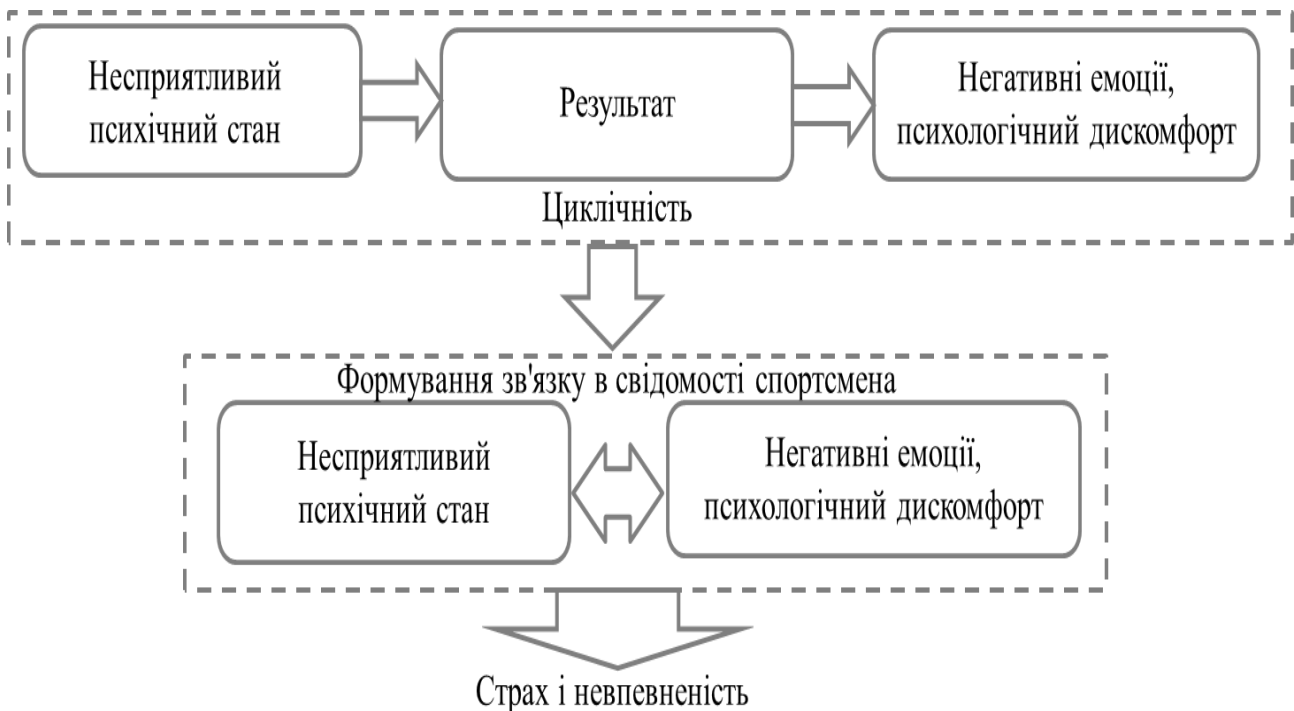 Несприятливий
психічний стан
Результат
Негативні емоції,
психологічний дискомфорт
Циклічність
Формування зв'язку в свідомості спортсмена
Несприятливий
психічний стан
Негативні емоції,
психологічний дискомфорт
Страх і невпевненість